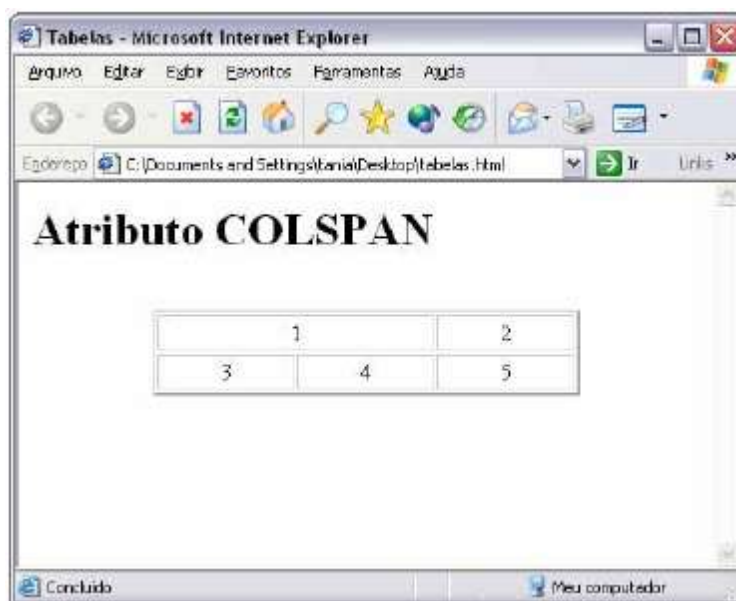 Tabelas - Microsoft Internet Explorer
Arquivo Editar Exibir Favoritos Ferramentas Ajuda
Endereço C:\Documents and Settings\tania\Desktop\tabelas.html Ir Links »
Atributo COLSPAN
1 2
3 4 5
Concluído Meu computador